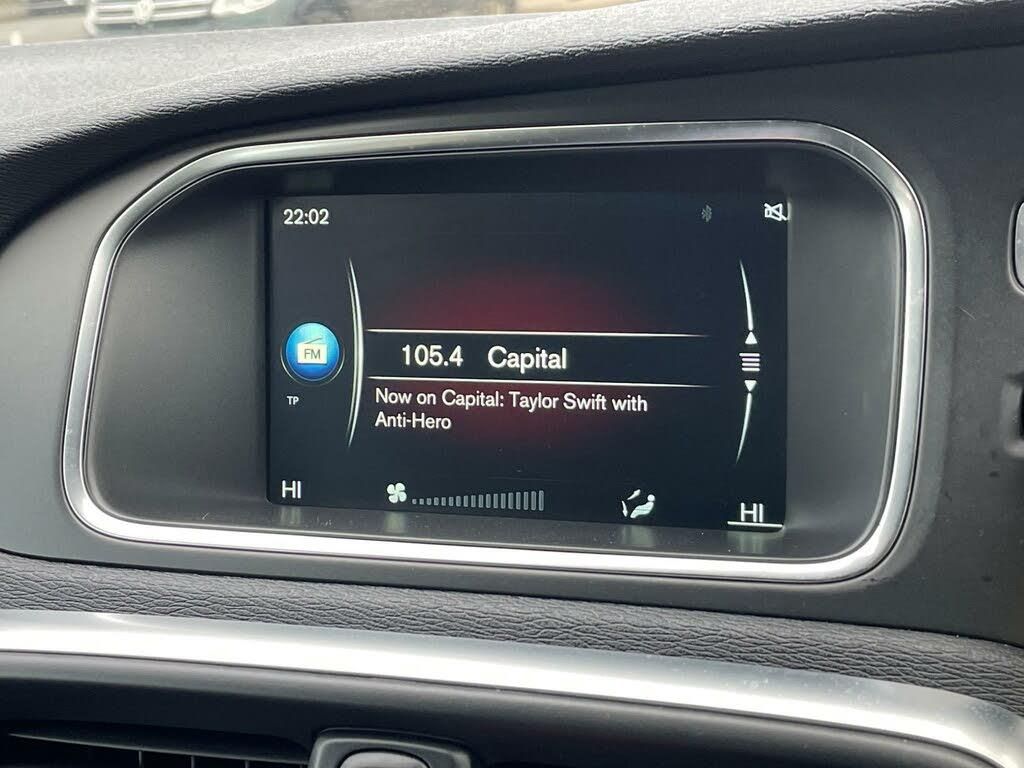 22:02
FM
105.4 Capital
TP
Now on Capital: Taylor Swift with
Anti-Hero
HI
HI